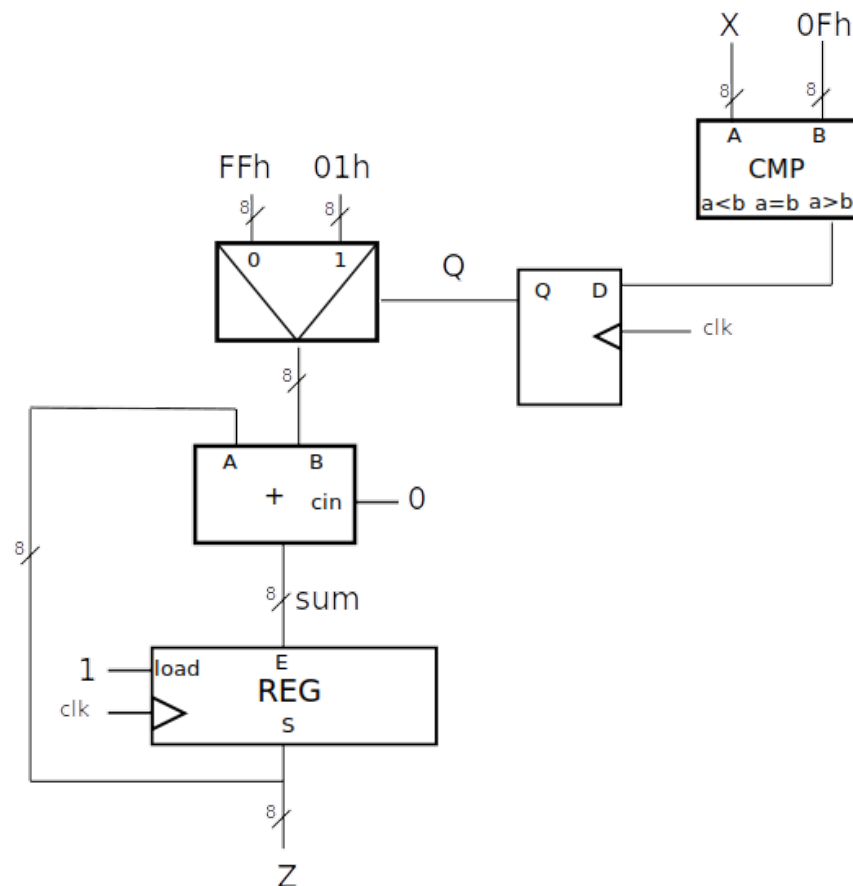 X 0Fh
8 8
A B
CMP
a<b a=b a>b
FFh 01h
8 8
0 1
Q
Q D
clk
8
A B
+ cin 0
8
8 sum
1 load E
REG
clk
S
8
Z